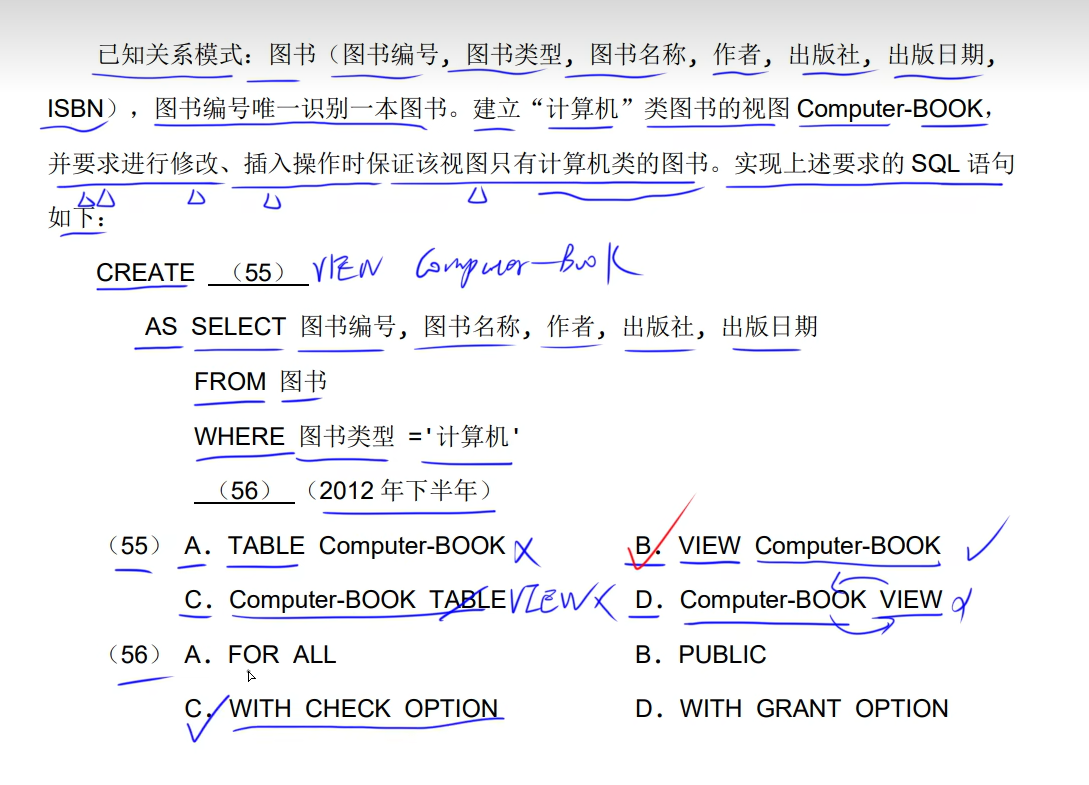 已知关系模式：图书（图书编号，图书类型，图书名称，作者，出版社，出版日期，
ISBN），图书编号唯一识别一本图书。建立“计算机”类图书的视图 Computer-BOOK，
并要求进行修改、插入操作时保证该视图只有计算机类的图书。实现上述要求的 SQL 语句
如下：
CREATE （55） VIEW Computer-Book
AS SELECT 图书编号，图书名称，作者，出版社，出版日期
FROM 图书
WHERE 图书类型 ='计算机'
（56）（2012 年下半年）
（55）A．TABLE Computer-BOOK B．VIEW Computer-BOOK
C．Computer-BOOK TABLE VIEW D．Computer-BOOK VIEW
（56）A．FOR ALL B．PUBLIC
C．WITH CHECK OPTION D．WITH GRANT OPTION